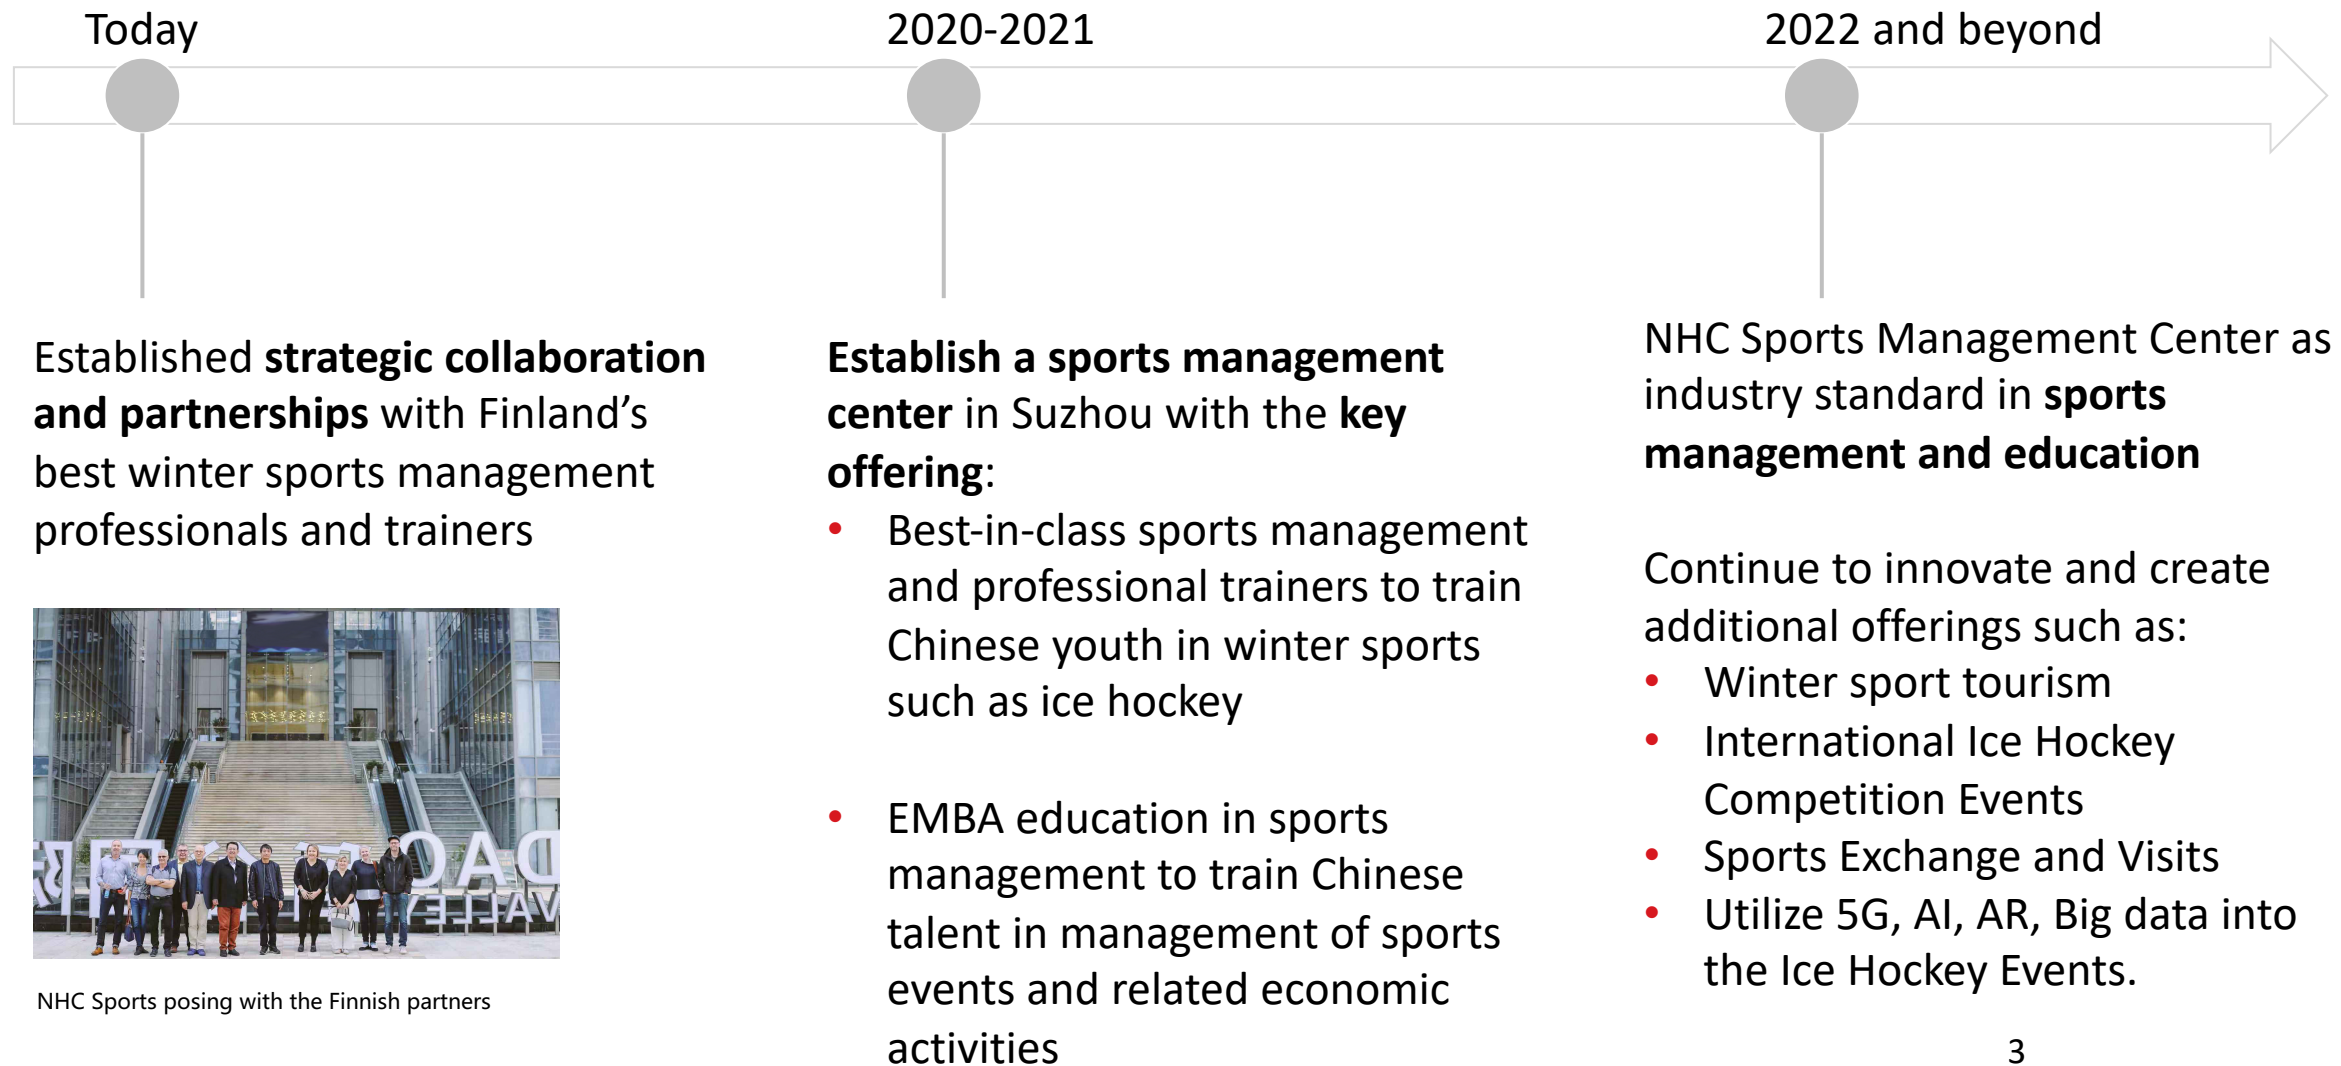 Today
2020-2021
2022 and beyond
Established strategic collaboration
and partnerships with Finland’s
best winter sports management
professionals and trainers
DAO
VALLEY
NHC Sports posing with the Finnish partners
Establish a sports management
center in Suzhou with the key
offering:
• Best-in-class sports management
and professional trainers to train
Chinese youth in winter sports
such as ice hockey
• EMBA education in sports
management to train Chinese
talent in management of sports
events and related economic
activities
NHC Sports Management Center as
industry standard in sports
management and education
Continue to innovate and create
additional offerings such as:
• Winter sport tourism
• International Ice Hockey
Competition Events
• Sports Exchange and Visits
• Utilize 5G, AI, AR, Big data into
the Ice Hockey Events.
3